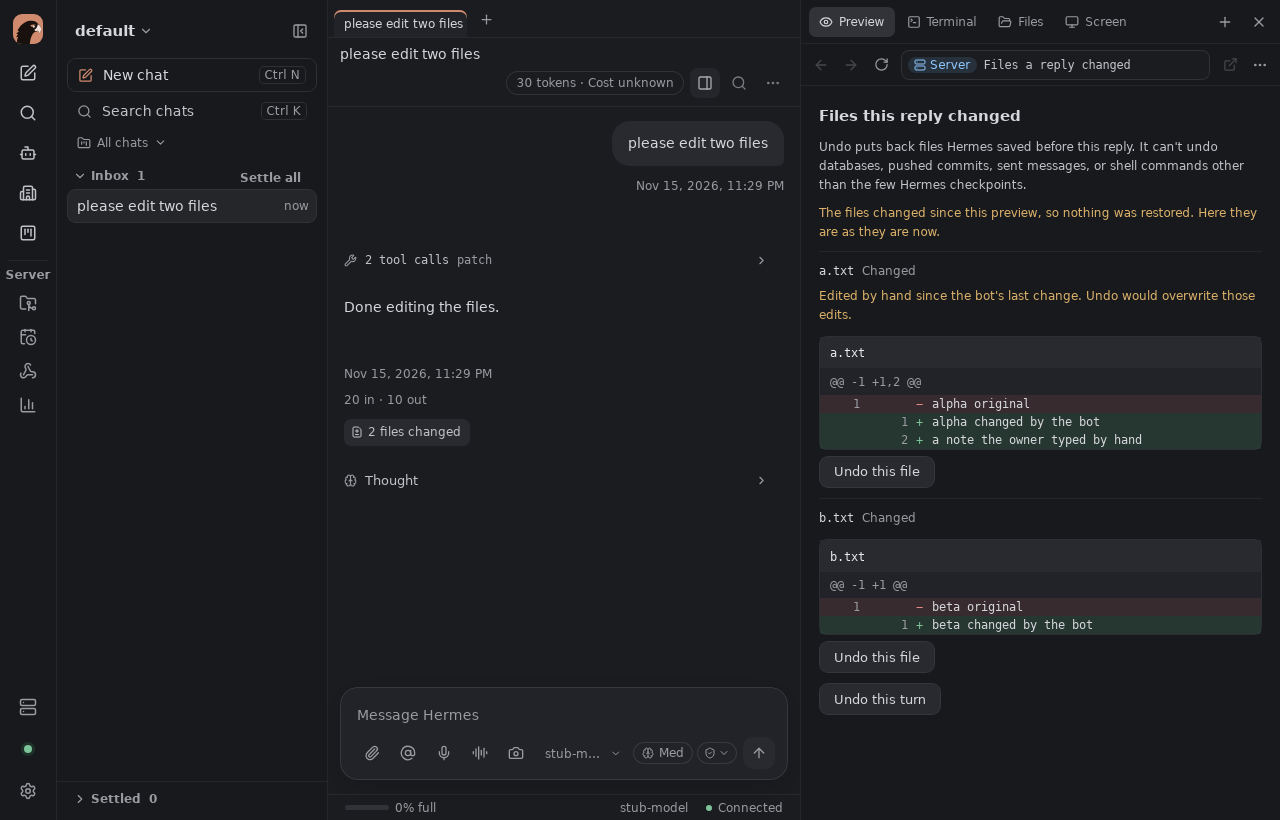 default
New chat
Ctrl N
Search chats
Ctrl K
All chats
Inbox 1
Settle all
please edit two files
now
Server
Settled 0
please edit two files
please edit two files
30 tokens · Cost unknown
please edit two files
Nov 15, 2026, 11:29 PM
2 tool calls patch
Done editing the files.
Nov 15, 2026, 11:29 PM
20 in · 10 out
2 files changed
Thought
Message Hermes
stub-m...
Med
0% full
stub-model
Connected
Preview
Terminal
Files
Screen
Server
Files a reply changed
Files this reply changed
Undo puts back files Hermes saved before this reply. It can't undo
databases, pushed commits, sent messages, or shell commands other
than the few Hermes checkpoints.
The files changed since this preview, so nothing was restored. Here they
are as they are now.
a.txt Changed
Edited by hand since the bot's last change. Undo would overwrite those
edits.
a.txt
@@ -1 +1,2 @@
1 − alpha original
1 + alpha changed by the bot
2 + a note the owner typed by hand
Undo this file
b.txt Changed
b.txt
@@ -1 +1 @@
1 − beta original
1 + beta changed by the bot
Undo this file
Undo this turn